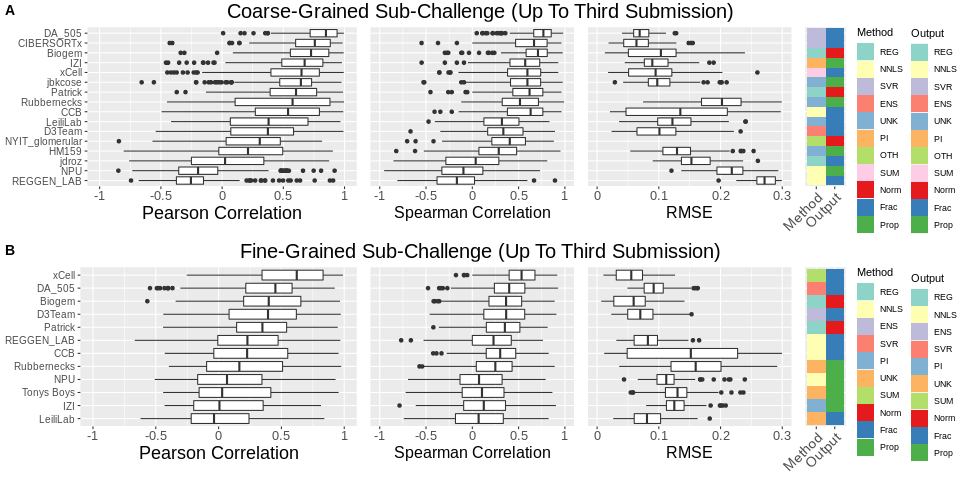 A
Coarse-Grained Sub-Challenge (Up To Third Submission)
DA_505
CIBERSORTx
Biogem
IZI
xCell
jbkcose
Patrick
Rubbernecks
CCB
LeiliLab
D3Team
NYIT_glomerular
HM159
jdroz
NPU
REGGEN_LAB
-1 -0.5 0 0.5 1
Pearson Correlation
-0.5 0 0.5 1
Spearman Correlation
0 0.1 0.2 0.3
RMSE
Method
Output
Method
REG
NNLS
SVR
ENS
UNK
PI
OTH
SUM
Norm
Frac
Prop
Output
REG
NNLS
SVR
ENS
UNK
PI
OTH
SUM
Norm
Frac
Prop
B
Fine-Grained Sub-Challenge (Up To Third Submission)
xCell
DA_505
Biogem
D3Team
Patrick
REGGEN_LAB
CCB
Rubbernecks
NPU
Tonys Boys
IZI
LeiliLab
-1 -0.5 0 0.5 1
Pearson Correlation
-0.5 0 0.5 1
Spearman Correlation
0 0.1 0.2 0.3
RMSE
Method
Output
Method
REG
NNLS
ENS
SVR
PI
UNK
SUM
Norm
Frac
Prop
Output
REG
NNLS
ENS
SVR
PI
UNK
SUM
Norm
Frac
Prop